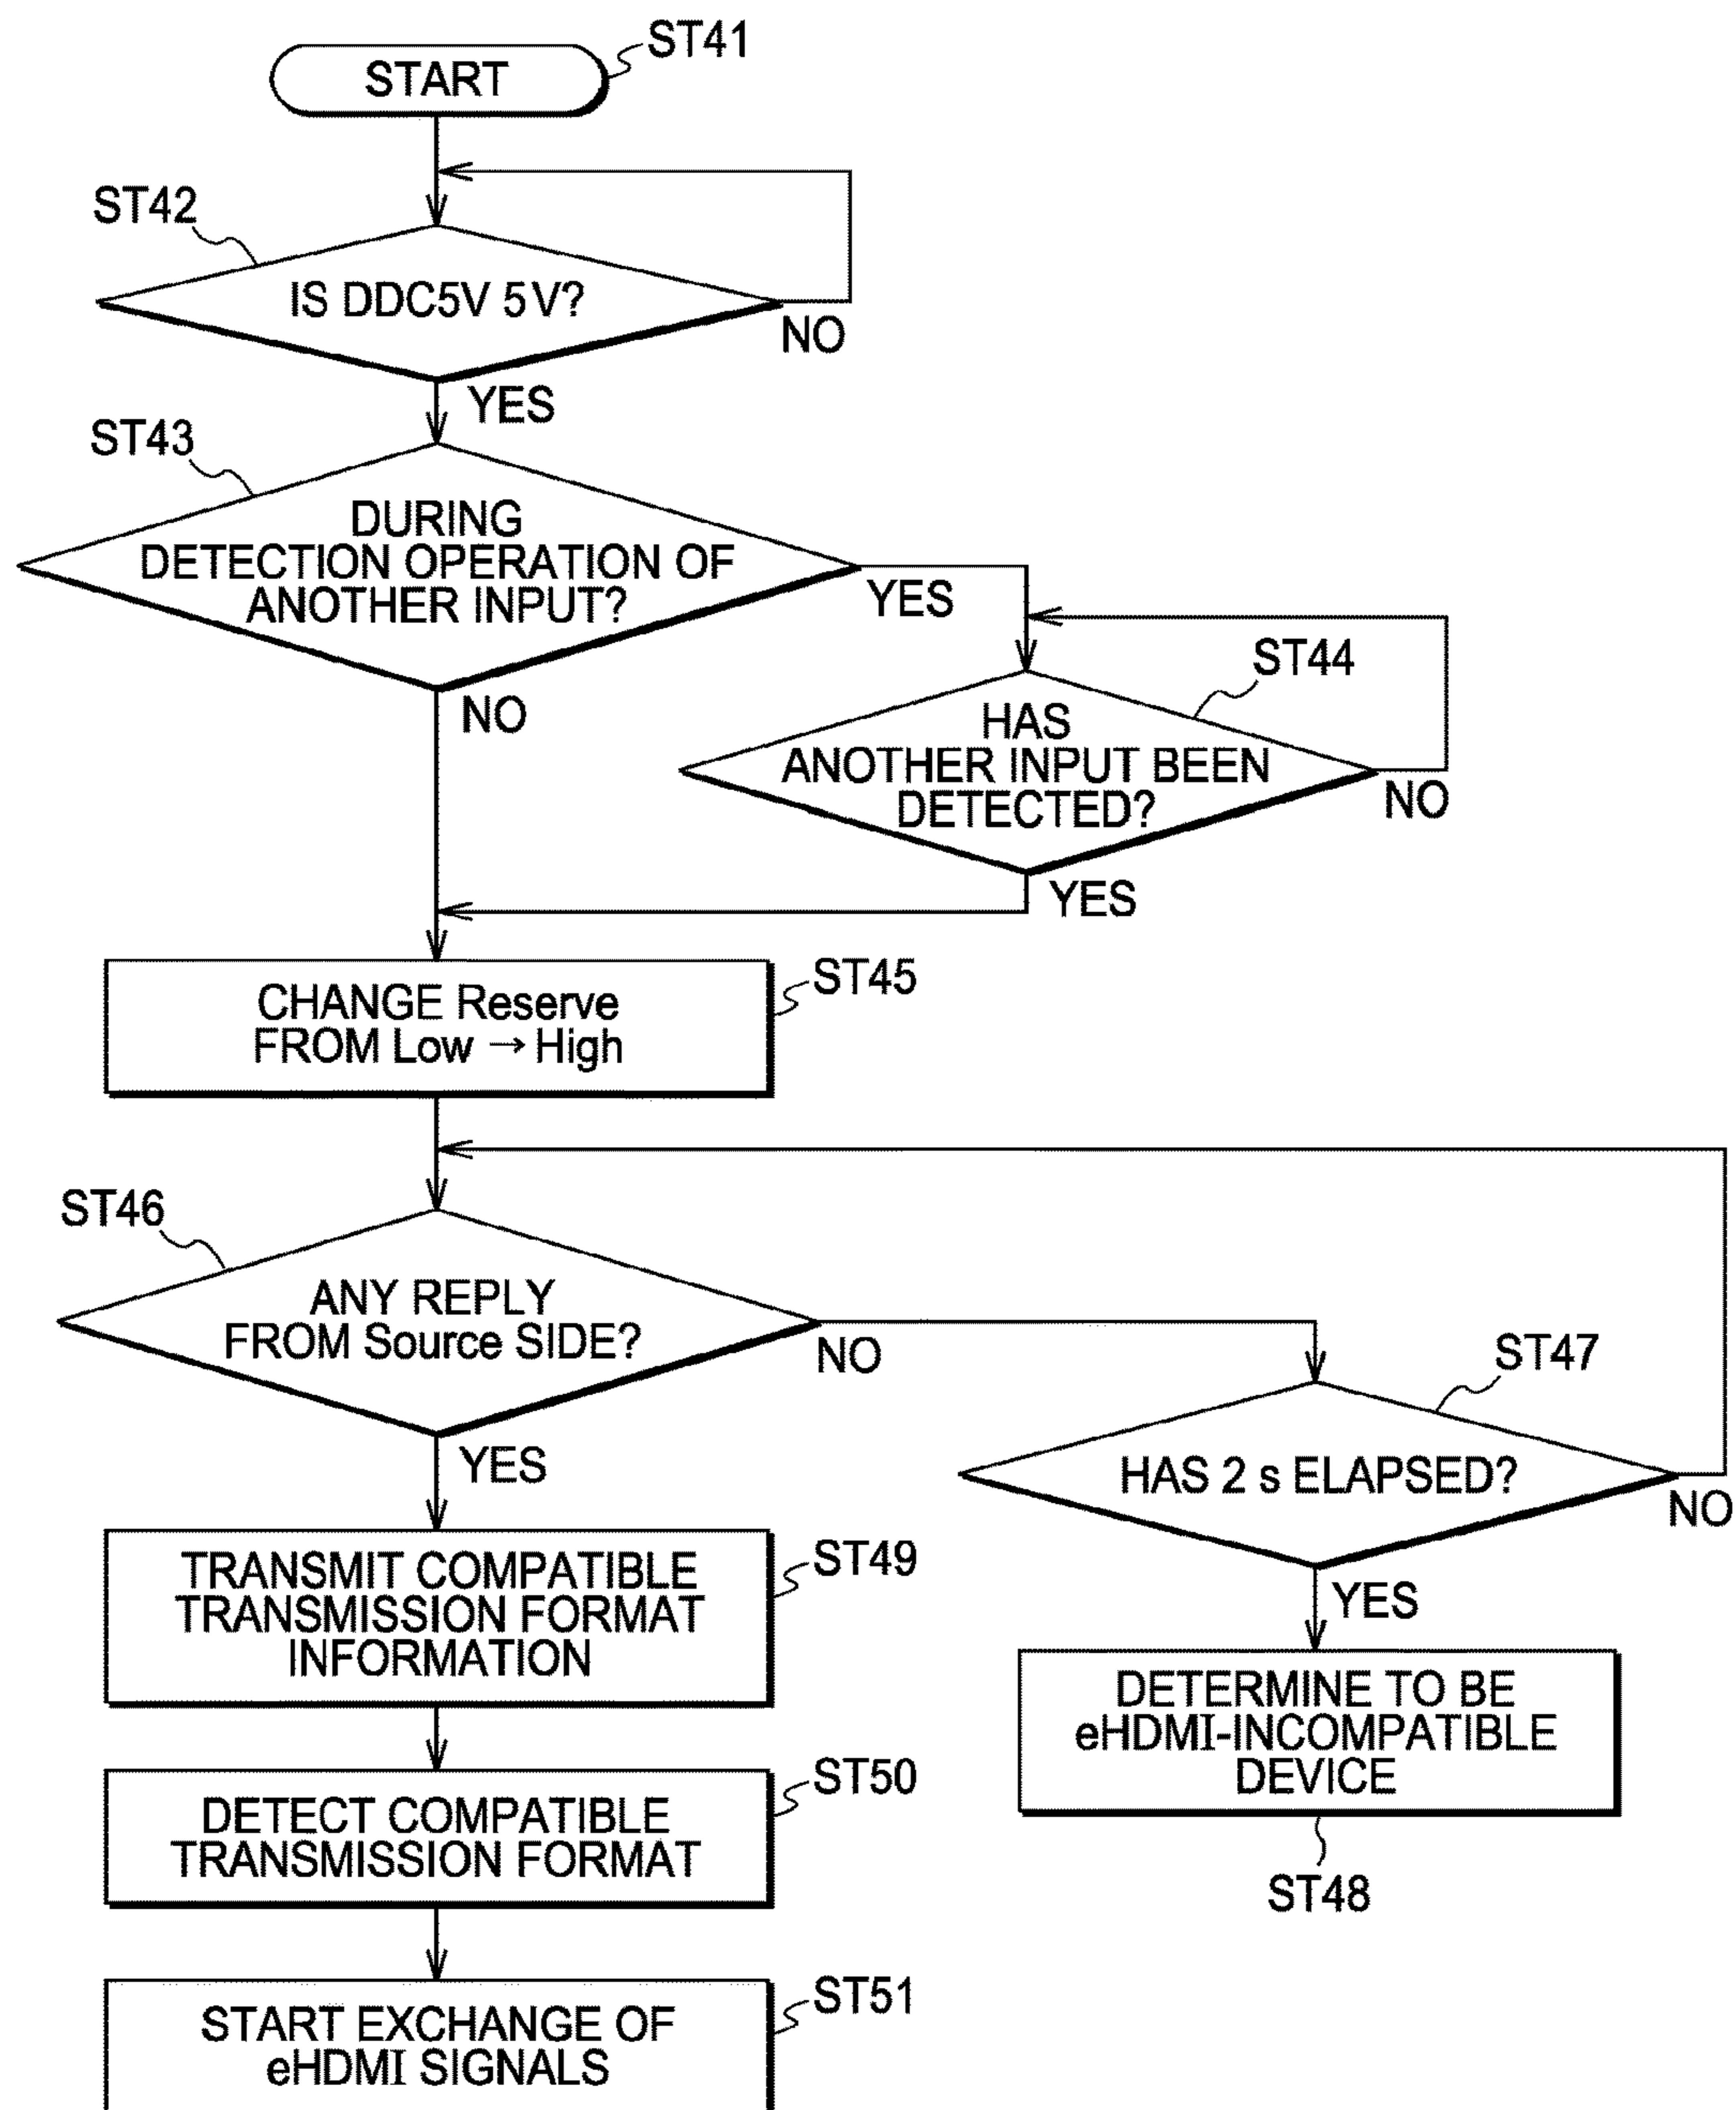 START
ST41
ST42
IS DDC5V 5V?
NO
YES
ST43
DURING
DETECTION OPERATION OF
ANOTHER INPUT?
YES
NO
ST44
HAS
ANOTHER INPUT BEEN
DETECTED?
NO
YES
CHANGE Reserve
FROM Low → High
ST45
ST46
ANY REPLY
FROM Source SIDE?
NO
YES
ST47
HAS 2 s ELAPSED?
NO
YES
TRANSMIT COMPATIBLE
TRANSMISSION FORMAT
INFORMATION
ST49
DETERMINE TO BE
eHDMI-INCOMPATIBLE
DEVICE
ST48
DETECT COMPATIBLE
TRANSMISSION FORMAT
ST50
START EXCHANGE OF
eHDMI SIGNALS
ST51